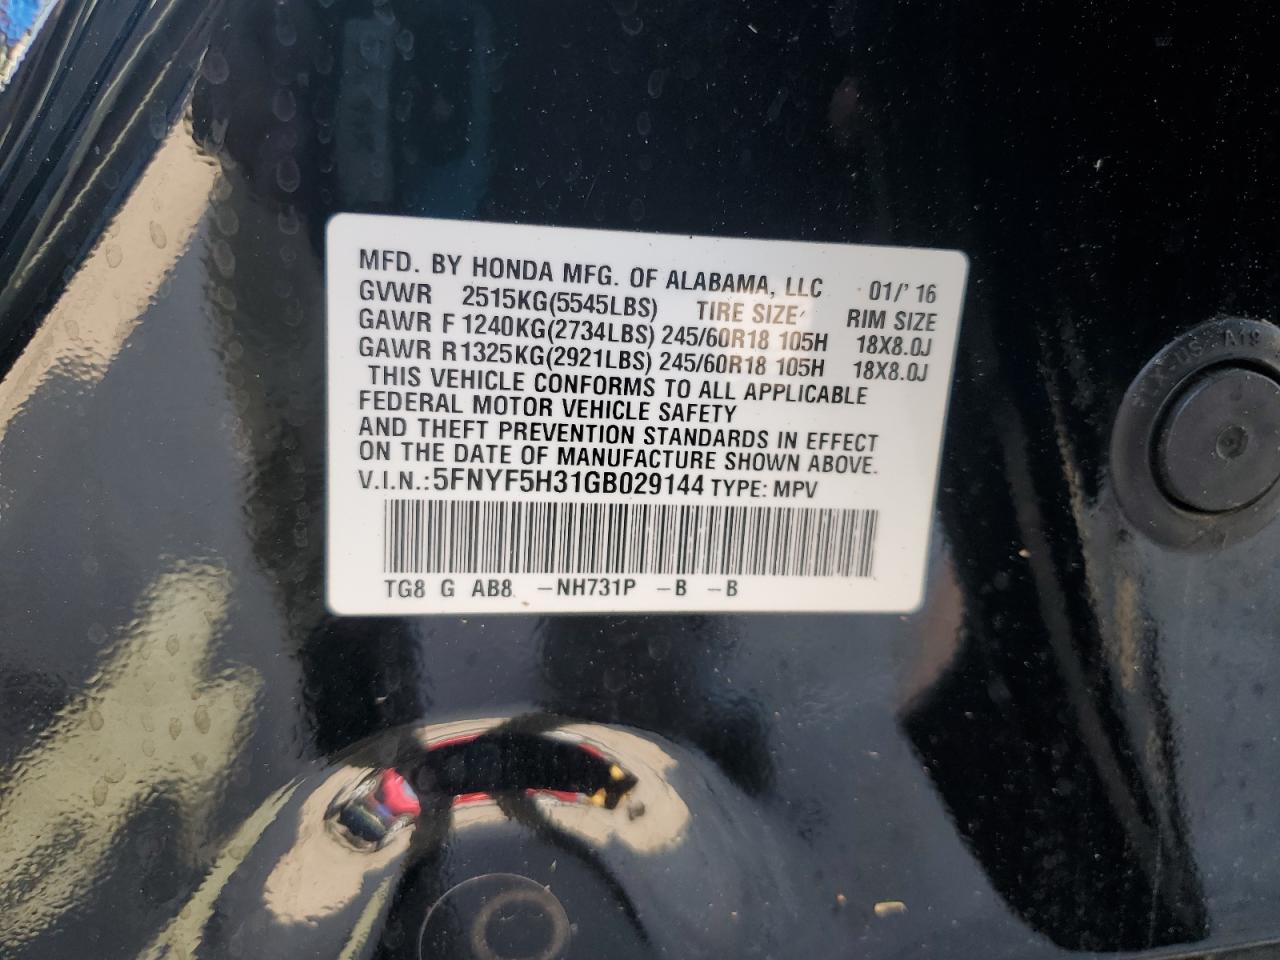 MFD. BY HONDA MFG. OF ALABAMA, LLC 01/'16
GVWR 2515KG(5545LBS) TIRE SIZE RIM SIZE
GAWR F 1240KG(2734LBS) 245/60R18 105H 18X8.0J
GAWR R 1325KG(2921LBS) 245/60R18 105H 18X8.0J
THIS VEHICLE CONFORMS TO ALL APPLICABLE
FEDERAL MOTOR VEHICLE SAFETY
AND THEFT PREVENTION STANDARDS IN EFFECT
ON THE DATE OF MANUFACTURE SHOWN ABOVE.
V.I.N.:5FNYF5H31GB029144 TYPE: MPV
TG8 G AB8 -NH731P -B -B